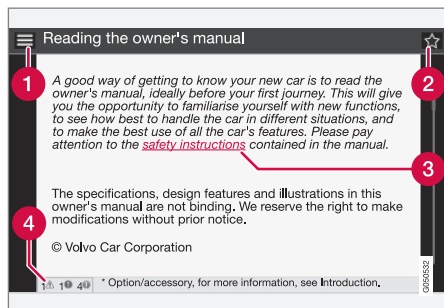 Reading the owner's manual
1
2
A good way of getting to know your new car is to read the
owner's manual, ideally before your first journey. This will give
you the opportunity to familiarise yourself with new functions,
to see how best to handle the car in different situations, and
to make the best use of all the car's features. Please pay
attention to the safety instructions contained in the manual.
3
The specifications, design features and illustrations in this
owner's manual are not binding. We reserve the right to make
modifications without prior notice.
4
© Volvo Car Corporation
1 1 4 * Option/accessory, for more information, see Introduction.
G050532